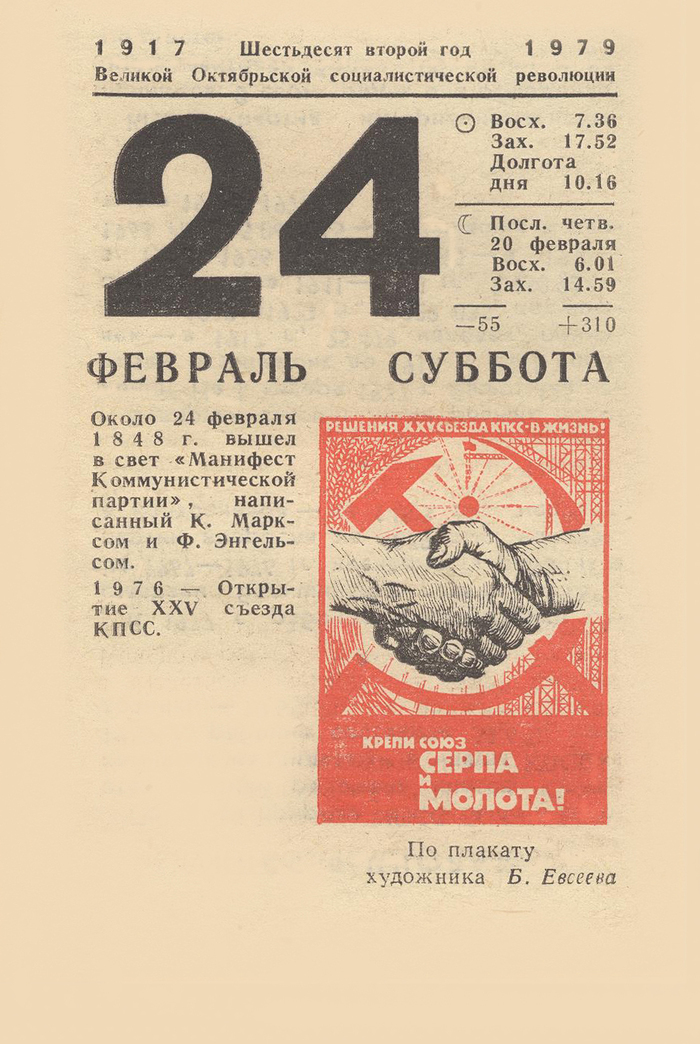 1917 Шестьдесят второй год 1979
Великой Октябрьской социалистической революции
24
Восх. 7.36
Зах. 17.52
Долгота
дня 10.16
Посл. четв.
20 февраля
Восх. 6.01
Зах. 14.59
—55 +310
ФЕВРАЛЬ СУББОТА
Около 24 февраля
1848 г. вышел
в свет «Манифест
Коммунистической
партии», напи-
санный К. Марк-
сом и Ф. Энгель-
сом.
1976 — Откры-
тие XXV съезда
КПСС.
РЕШЕНИЯ XXV СЪЕЗДА КПСС-В ЖИЗНЬ!
КРЕПИ СОЮЗ
СЕРПА
И
МОЛОТА!
По плакату
художника Б. Евсеева